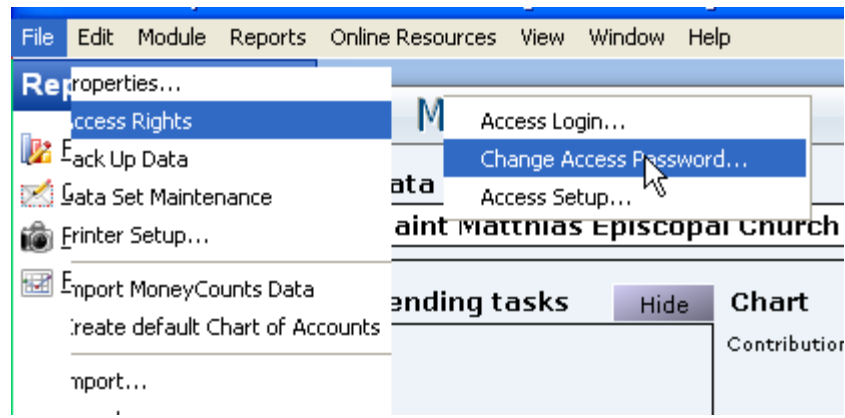 File Edit Module Reports Online Resources View Window Help
Rep
roperties...
ccess Rights
M
Access Login...
ack Up Data
Change Access Password...
ata Set Maintenance
ata
Access Setup...
rinter Setup...
aint Matthias Episcopal Church
mport MoneyCounts Data
ending tasks
Hide
Chart
reate default Chart of Accounts
Contribution
mport...